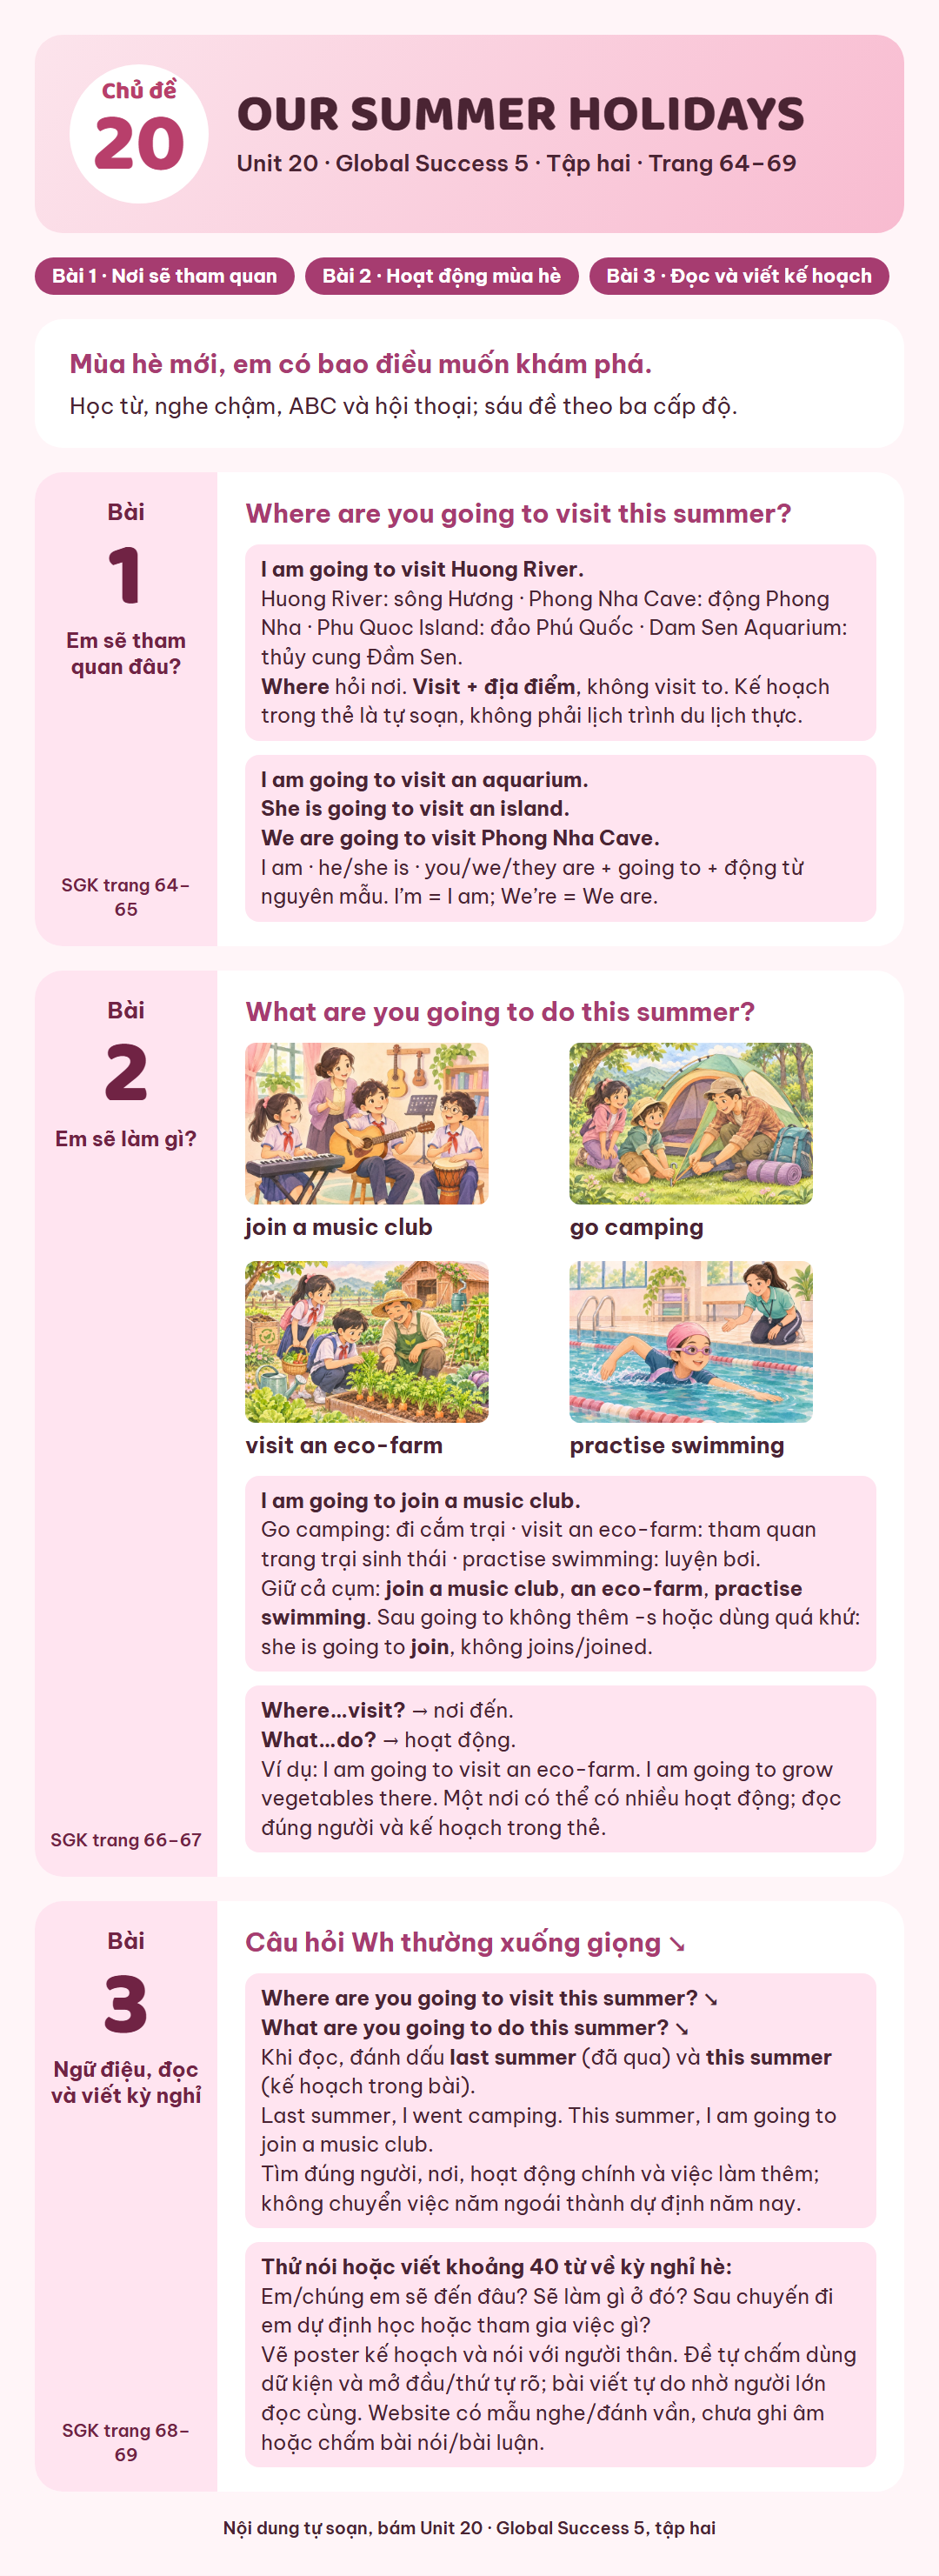 Chủ đề
20
OUR SUMMER HOLIDAYS
Unit 20 · Global Success 5 · Tập hai · Trang 64–69
Bài 1 · Nơi sẽ tham quan
Bài 2 · Hoạt động mùa hè
Bài 3 · Đọc và viết kế hoạch
Mùa hè mới, em có bao điều muốn khám phá.
Học từ, nghe chậm, ABC và hội thoại; sáu đề theo ba cấp độ.
Bài
1
Em sẽ tham
quan đâu?
SGK trang 64–
65
Where are you going to visit this summer?
I am going to visit Huong River.
Huong River: sông Hương · Phong Nha Cave: động Phong
Nha · Phu Quoc Island: đảo Phú Quốc · Dam Sen Aquarium:
thủy cung Đầm Sen.
Where hỏi nơi. Visit + địa điểm, không visit to. Kế hoạch
trong thẻ là tự soạn, không phải lịch trình du lịch thực.
I am going to visit an aquarium.
She is going to visit an island.
We are going to visit Phong Nha Cave.
I am · he/she is · you/we/they are + going to + động từ
nguyên mẫu. I’m = I am; We’re = We are.
Bài
2
Em sẽ làm gì?
SGK trang 66–67
What are you going to do this summer?
join a music club
go camping
visit an eco-farm
practise swimming
I am going to join a music club.
Go camping: đi cắm trại · visit an eco-farm: tham quan
trang trại sinh thái · practise swimming: luyện bơi.
Giữ cả cụm: join a music club, an eco-farm, practise
swimming. Sau going to không thêm -s hoặc dùng quá khứ:
she is going to join, không joins/joined.
Where…visit? → nơi đến.
What…do? → hoạt động.
Ví dụ: I am going to visit an eco-farm. I am going to grow
vegetables there. Một nơi có thể có nhiều hoạt động; đọc
đúng người và kế hoạch trong thẻ.
Bài
3
Ngữ điệu, đọc
và viết kỳ nghỉ
SGK trang 68–
69
Câu hỏi Wh thường xuống giọng ↘
Where are you going to visit this summer? ↘
What are you going to do this summer? ↘
Khi đọc, đánh dấu last summer (đã qua) và this summer
(kế hoạch trong bài).
Last summer, I went camping. This summer, I am going to
join a music club.
Tìm đúng người, nơi, hoạt động chính và việc làm thêm;
không chuyển việc năm ngoái thành dự định năm nay.
Thử nói hoặc viết khoảng 40 từ về kỳ nghỉ hè:
Em/chúng em sẽ đến đâu? Sẽ làm gì ở đó? Sau chuyến đi
em dự định học hoặc tham gia việc gì?
Vẽ poster kế hoạch và nói với người thân. Đề tự chấm dùng
dữ kiện và mở đầu/thứ tự rõ; bài viết tự do nhờ người lớn
đọc cùng. Website có mẫu nghe/đánh vần, chưa ghi âm
hoặc chấm bài nói/bài luận.
Nội dung tự soạn, bám Unit 20 · Global Success 5, tập hai